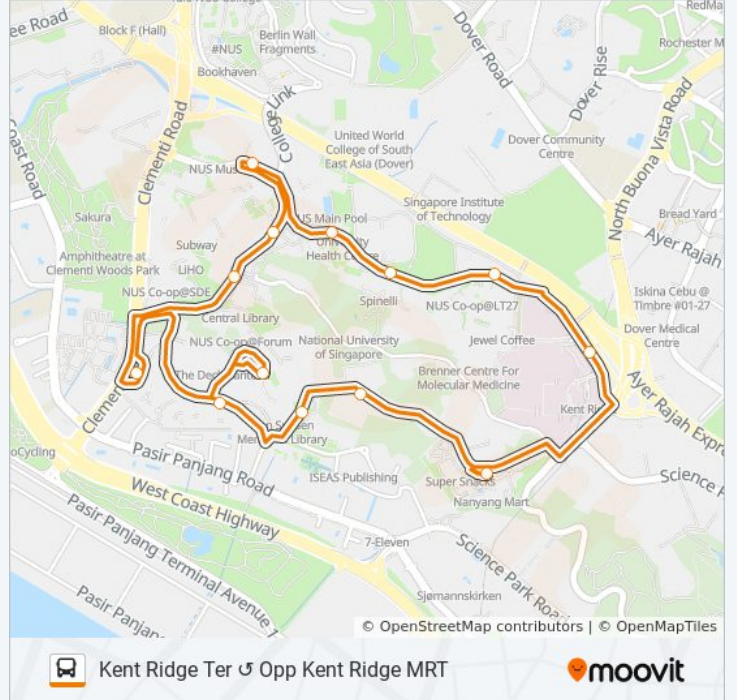 ee Road
Block F (Hall)
Berlin Wall
Fragments
#NUS
Bookhaven
Dover Road
Dover Rise
RedMa
Rochester M
North Buona Vista Road
College Link
Clementi Road
oast Road
United World
College of South
East Asia (Dover)
Dover Community
Centre
NUS Mus
Singapore Institute
of Technology
Bread Yard
Sakura
US Main Pool
Ayer Rajah
Subway
Health
Amphitheatre at
Clementi Woods Park
LiHO
NUS Co-op@SDE
Spinelli
NUS Co-op@LT27
Iskina Cebu @
Timbre #01-27
Central Library
NUS Co-op@Forum
National University
of Singapore
Jewel Coffee
Dover Medical
Centre
The Deck
Brenner Centre For
Molecular Medicine
Ayer Rajah Expre
Clemen
Kent Ri
Library
Pasir Panjang Road
oCycling
ISEAS Publishing
Super Snacks
Nanyang Mart
Science P
West Coast Highway
Pasir Panjang Terminal Avenue 1
7-Eleven
Science Park Road
Pasir Panjang
Sjømannskirken
© OpenStreetMap contributors | © OpenMapTiles
Kent Ridge Ter ↺ Opp Kent Ridge MRT
moovit